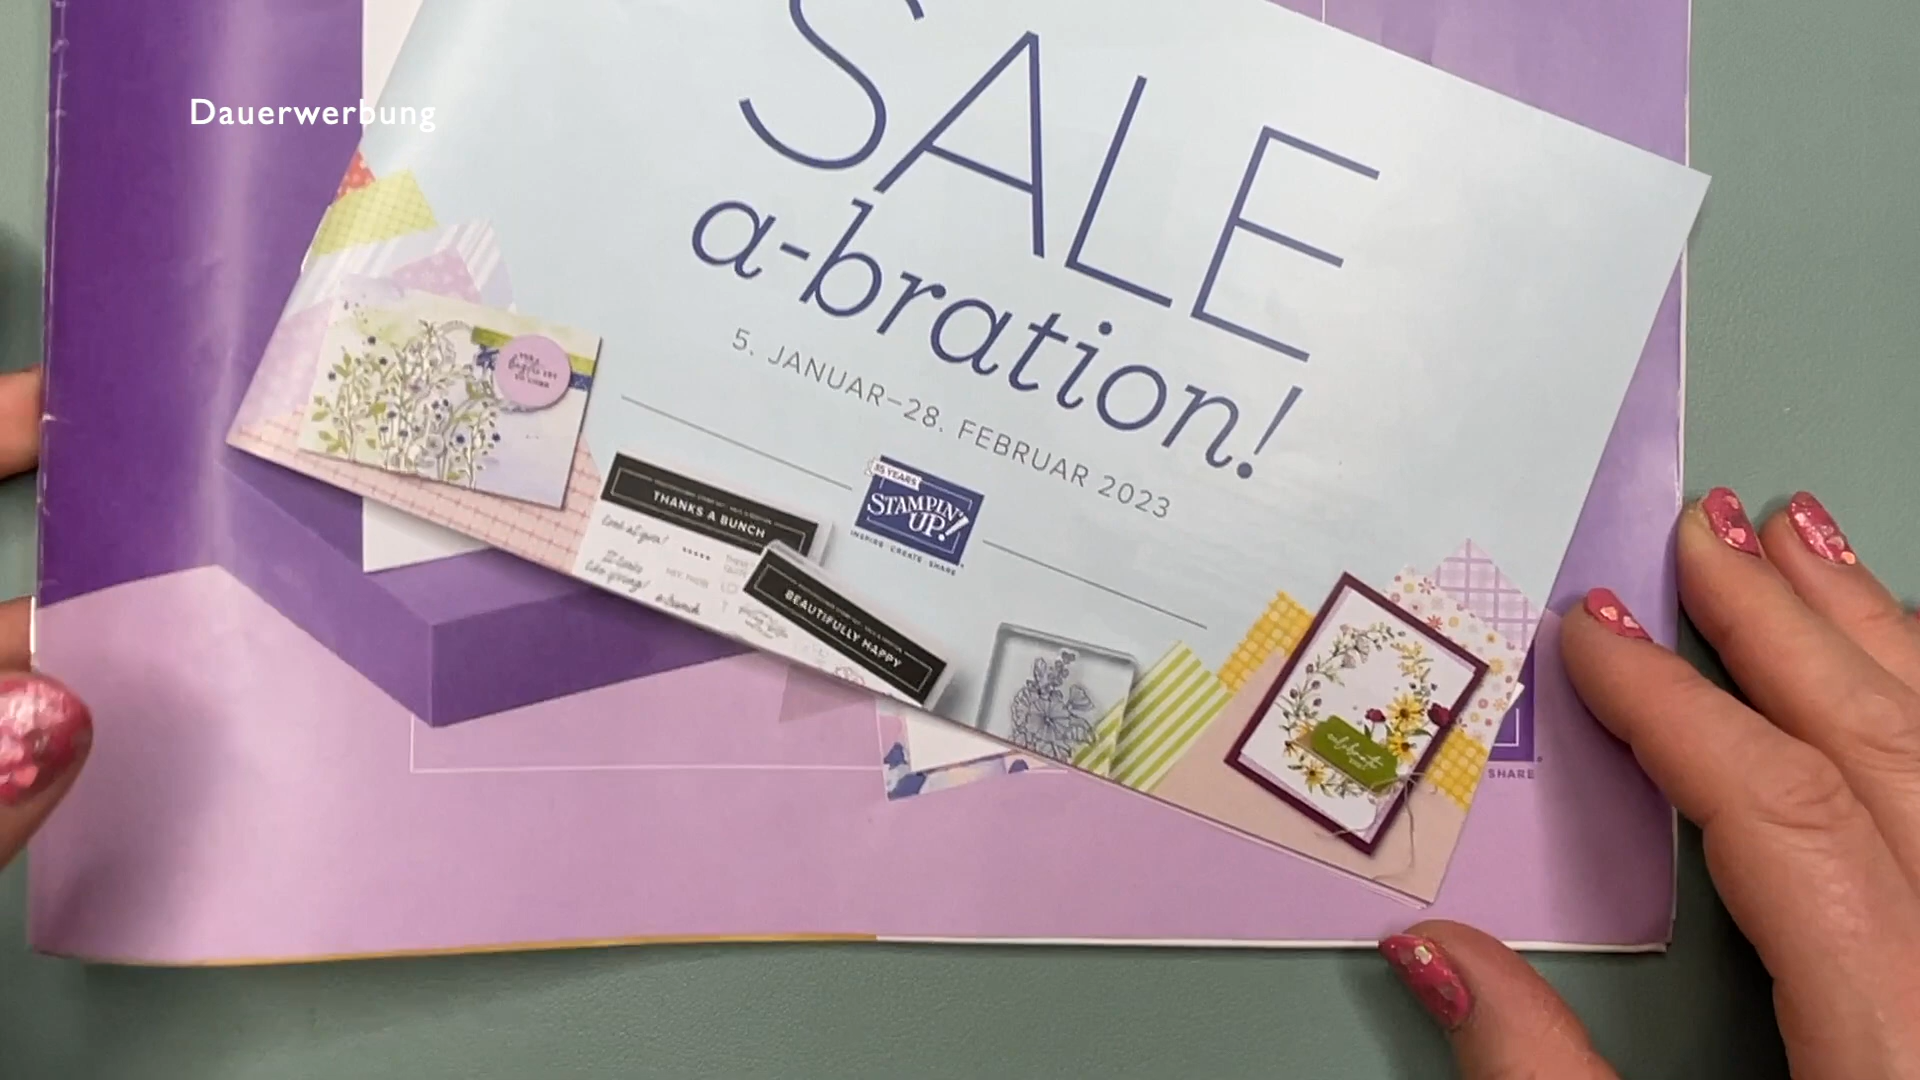 Dauerwerbung
SALE
a-bration!
5. JANUAR–28. FEBRUAR 2023
35 YEARS
STAMPIN'
UP!
INSPIRE · CREATE · SHARE
THANKS A BUNCH
BEAUTIFULLY HAPPY
celebrate
SHARE